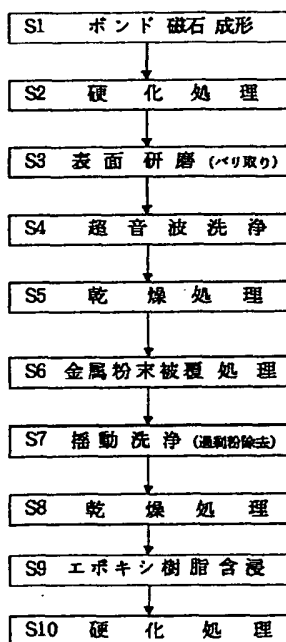 S1 ボンド磁石成形
S2 硬化処理
S3 表面研磨(バリ取り)
S4 超音波洗浄
S5 乾燥処理
S6 金属粉末被覆処理
S7 揺動洗浄(過剰粉除去)
S8 乾燥処理
S9 エポキシ樹脂含浸
S10 硬化処理